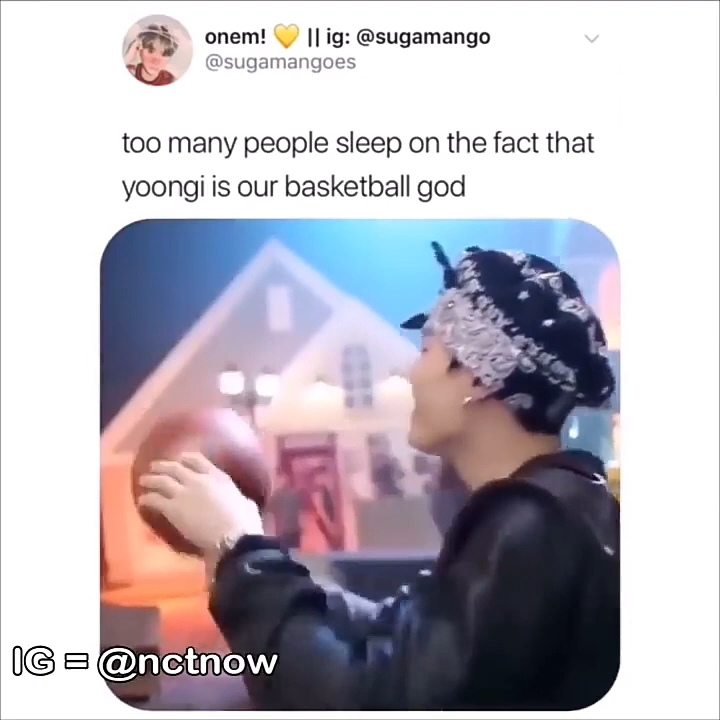 onem! 💛 || ig: @sugamango
@sugamangoes
too many people sleep on the fact that
yoongi is our basketball god
IG = @nctnow